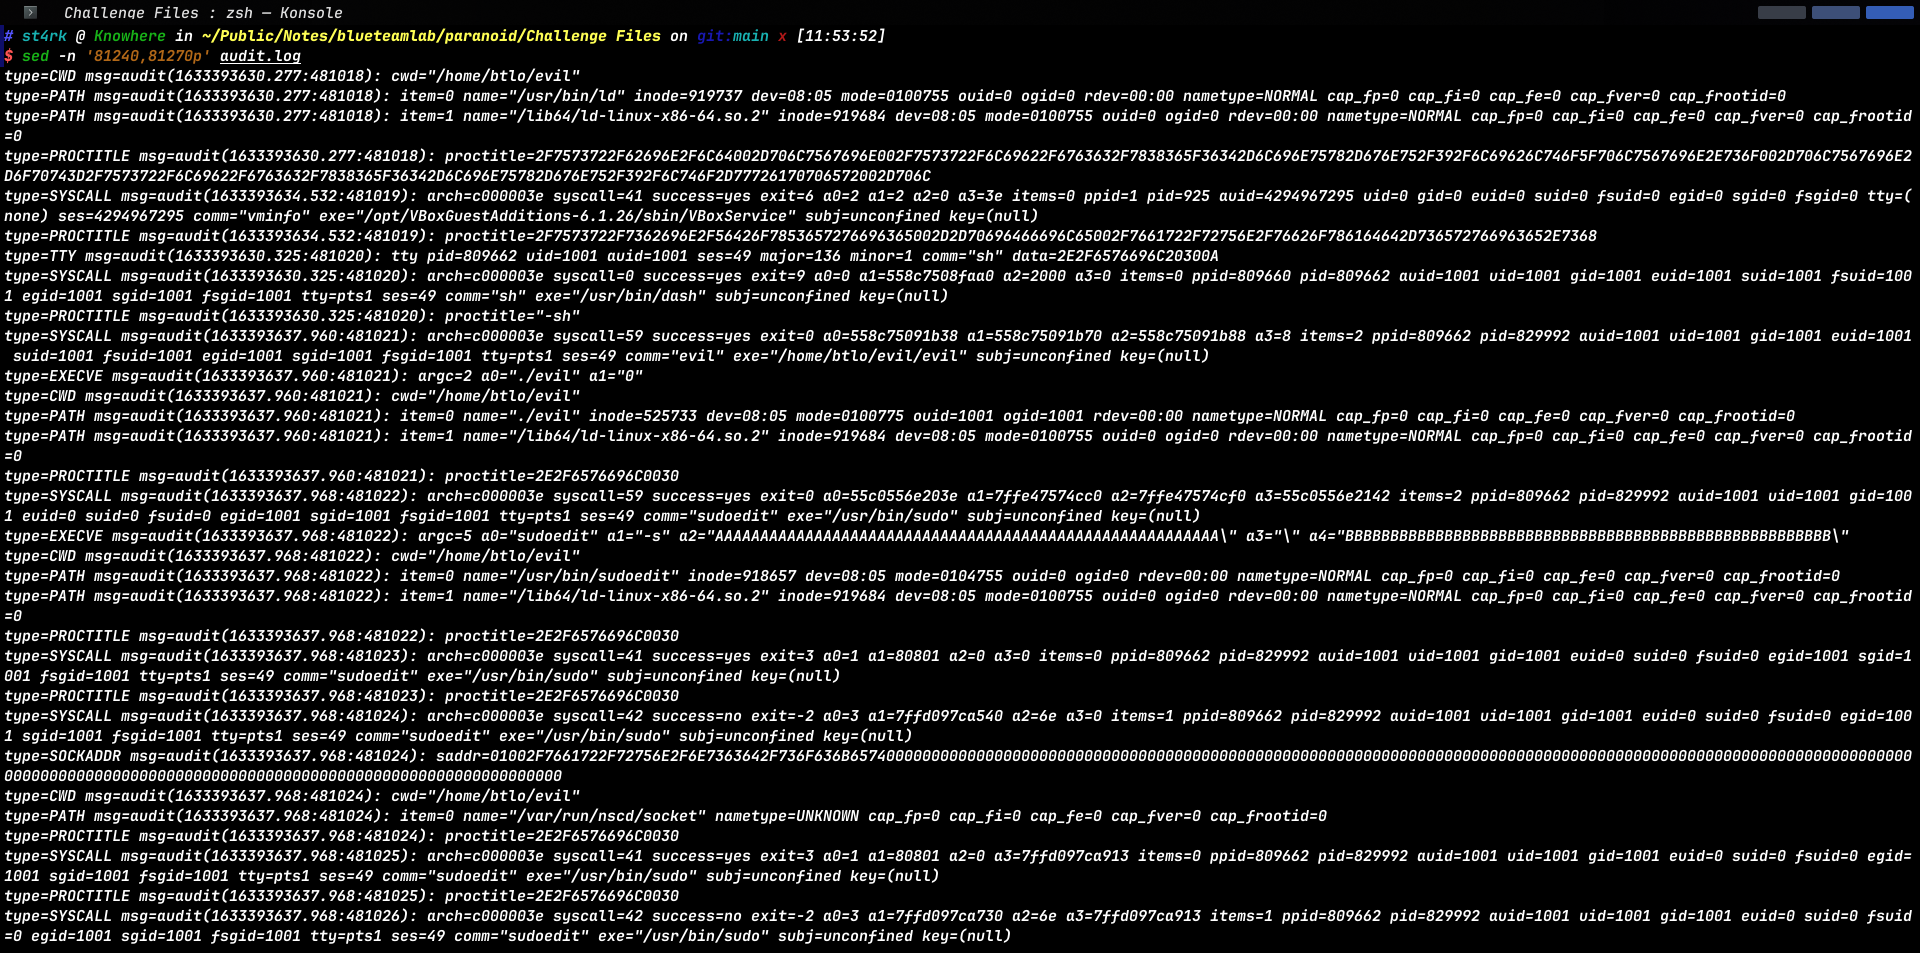 Challenge Files : zsh — Konsole
# st4rk @ Knowhere in ~/Public/Notes/blueteamlab/paranoid/Challenge Files on git:main x [11:53:52]
$ sed -n '81240,81270p' audit.log
type=CWD msg=audit(1633393630.277:481018): cwd="/home/btlo/evil"
type=PATH msg=audit(1633393630.277:481018): item=0 name="/usr/bin/ld" inode=919737 dev=08:05 mode=0100755 ouid=0 ogid=0 rdev=00:00 nametype=NORMAL cap_fp=0 cap_fi=0 cap_fe=0 cap_fver=0 cap_frootid=0
type=PATH msg=audit(1633393630.277:481018): item=1 name="/lib64/ld-linux-x86-64.so.2" inode=919684 dev=08:05 mode=0100755 ouid=0 ogid=0 rdev=00:00 nametype=NORMAL cap_fp=0 cap_fi=0 cap_fe=0 cap_fver=0 cap_frootid
=0
type=PROCTITLE msg=audit(1633393630.277:481018): proctitle=2F7573722F62696E2F6C64002D706C7567696E002F7573722F6C69622F6763632F7838365F36342D6C696E75782D676E752F392F6C69626C746F5F706C7567696E2E736F002D706C7567696E2
D6F70743D2F7573722F6C69622F6763632F7838365F36342D6C696E75782D676E752F392F6C746F2D77726170706572002D706C
type=SYSCALL msg=audit(1633393634.532:481019): arch=c000003e syscall=41 success=yes exit=6 a0=2 a1=2 a2=0 a3=3e items=0 ppid=1 pid=925 auid=4294967295 uid=0 gid=0 euid=0 suid=0 fsuid=0 egid=0 sgid=0 fsgid=0 tty=(
none) ses=4294967295 comm="vminfo" exe="/opt/VBoxGuestAdditions-6.1.26/sbin/VBoxService" subj=unconfined key=(null)
type=PROCTITLE msg=audit(1633393634.532:481019): proctitle=2F7573722F7362696E2F56426F7853657276696365002D2D70696466696C65002F7661722F72756E2F76626F786164642D736572766963652E7368
type=TTY msg=audit(1633393630.325:481020): tty pid=809662 uid=1001 auid=1001 ses=49 major=136 minor=1 comm="sh" data=2E2F6576696C20300A
type=SYSCALL msg=audit(1633393630.325:481020): arch=c000003e syscall=0 success=yes exit=9 a0=0 a1=558c7508faa0 a2=2000 a3=0 items=0 ppid=809660 pid=809662 auid=1001 uid=1001 gid=1001 euid=1001 suid=1001 fsuid=100
1 egid=1001 sgid=1001 fsgid=1001 tty=pts1 ses=49 comm="sh" exe="/usr/bin/dash" subj=unconfined key=(null)
type=PROCTITLE msg=audit(1633393630.325:481020): proctitle="-sh"
type=SYSCALL msg=audit(1633393637.960:481021): arch=c000003e syscall=59 success=yes exit=0 a0=558c75091b38 a1=558c75091b70 a2=558c75091b88 a3=8 items=2 ppid=809662 pid=829992 auid=1001 uid=1001 gid=1001 euid=1001
 suid=1001 fsuid=1001 egid=1001 sgid=1001 fsgid=1001 tty=pts1 ses=49 comm="evil" exe="/home/btlo/evil/evil" subj=unconfined key=(null)
type=EXECVE msg=audit(1633393637.960:481021): argc=2 a0="./evil" a1="0"
type=CWD msg=audit(1633393637.960:481021): cwd="/home/btlo/evil"
type=PATH msg=audit(1633393637.960:481021): item=0 name="./evil" inode=525733 dev=08:05 mode=0100775 ouid=1001 ogid=1001 rdev=00:00 nametype=NORMAL cap_fp=0 cap_fi=0 cap_fe=0 cap_fver=0 cap_frootid=0
type=PATH msg=audit(1633393637.960:481021): item=1 name="/lib64/ld-linux-x86-64.so.2" inode=919684 dev=08:05 mode=0100755 ouid=0 ogid=0 rdev=00:00 nametype=NORMAL cap_fp=0 cap_fi=0 cap_fe=0 cap_fver=0 cap_frootid
=0
type=PROCTITLE msg=audit(1633393637.960:481021): proctitle=2E2F6576696C0030
type=SYSCALL msg=audit(1633393637.968:481022): arch=c000003e syscall=59 success=yes exit=0 a0=55c0556e203e a1=7ffe47574cc0 a2=7ffe47574cf0 a3=55c0556e2142 items=2 ppid=809662 pid=829992 auid=1001 uid=1001 gid=100
1 euid=0 suid=0 fsuid=0 egid=1001 sgid=1001 fsgid=1001 tty=pts1 ses=49 comm="sudoedit" exe="/usr/bin/sudo" subj=unconfined key=(null)
type=EXECVE msg=audit(1633393637.968:481022): argc=5 a0="sudoedit" a1="-s" a2="AAAAAAAAAAAAAAAAAAAAAAAAAAAAAAAAAAAAAAAAAAAAAAAAAAAAAAAA\" a3="\" a4="BBBBBBBBBBBBBBBBBBBBBBBBBBBBBBBBBBBBBBBBBBBBBBBBBBBBBB\"
type=CWD msg=audit(1633393637.968:481022): cwd="/home/btlo/evil"
type=PATH msg=audit(1633393637.968:481022): item=0 name="/usr/bin/sudoedit" inode=918657 dev=08:05 mode=0104755 ouid=0 ogid=0 rdev=00:00 nametype=NORMAL cap_fp=0 cap_fi=0 cap_fe=0 cap_fver=0 cap_frootid=0
type=PATH msg=audit(1633393637.968:481022): item=1 name="/lib64/ld-linux-x86-64.so.2" inode=919684 dev=08:05 mode=0100755 ouid=0 ogid=0 rdev=00:00 nametype=NORMAL cap_fp=0 cap_fi=0 cap_fe=0 cap_fver=0 cap_frootid
=0
type=PROCTITLE msg=audit(1633393637.968:481022): proctitle=2E2F6576696C0030
type=SYSCALL msg=audit(1633393637.968:481023): arch=c000003e syscall=41 success=yes exit=3 a0=1 a1=80801 a2=0 a3=0 items=0 ppid=809662 pid=829992 auid=1001 uid=1001 gid=1001 euid=0 suid=0 fsuid=0 egid=1001 sgid=1
001 fsgid=1001 tty=pts1 ses=49 comm="sudoedit" exe="/usr/bin/sudo" subj=unconfined key=(null)
type=PROCTITLE msg=audit(1633393637.968:481023): proctitle=2E2F6576696C0030
type=SYSCALL msg=audit(1633393637.968:481024): arch=c000003e syscall=42 success=no exit=-2 a0=3 a1=7ffd097ca540 a2=6e a3=0 items=1 ppid=809662 pid=829992 auid=1001 uid=1001 gid=1001 euid=0 suid=0 fsuid=0 egid=100
1 sgid=1001 fsgid=1001 tty=pts1 ses=49 comm="sudoedit" exe="/usr/bin/sudo" subj=unconfined key=(null)
type=SOCKADDR msg=audit(1633393637.968:481024): saddr=01002F7661722F72756E2F6E7363642F736F636B657400000000000000000000000000000000000000000000000000000000000000000000000000000000000000000000000000000000000000000000
00000000000000000000000000000000000000000000000000000000000000
type=CWD msg=audit(1633393637.968:481024): cwd="/home/btlo/evil"
type=PATH msg=audit(1633393637.968:481024): item=0 name="/var/run/nscd/socket" nametype=UNKNOWN cap_fp=0 cap_fi=0 cap_fe=0 cap_fver=0 cap_frootid=0
type=PROCTITLE msg=audit(1633393637.968:481024): proctitle=2E2F6576696C0030
type=SYSCALL msg=audit(1633393637.968:481025): arch=c000003e syscall=41 success=yes exit=3 a0=1 a1=80801 a2=0 a3=7ffd097ca913 items=0 ppid=809662 pid=829992 auid=1001 uid=1001 gid=1001 euid=0 suid=0 fsuid=0 egid=
1001 sgid=1001 fsgid=1001 tty=pts1 ses=49 comm="sudoedit" exe="/usr/bin/sudo" subj=unconfined key=(null)
type=PROCTITLE msg=audit(1633393637.968:481025): proctitle=2E2F6576696C0030
type=SYSCALL msg=audit(1633393637.968:481026): arch=c000003e syscall=42 success=no exit=-2 a0=3 a1=7ffd097ca730 a2=6e a3=7ffd097ca913 items=1 ppid=809662 pid=829992 auid=1001 uid=1001 gid=1001 euid=0 suid=0 fsuid
=0 egid=1001 sgid=1001 fsgid=1001 tty=pts1 ses=49 comm="sudoedit" exe="/usr/bin/sudo" subj=unconfined key=(null)